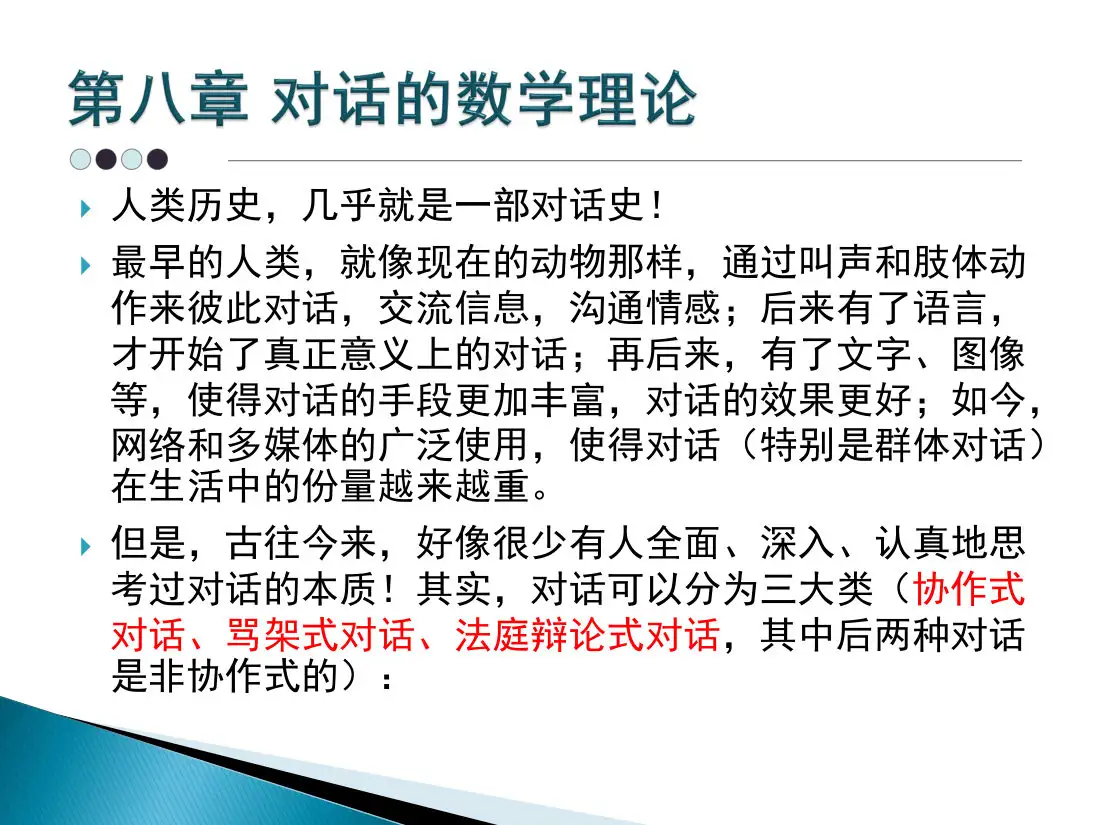 第八章 对话的数学理论
人类历史，几乎就是一部对话史！
最早的人类，就像现在的动物那样，通过叫声和肢体动
作来彼此对话，交流信息，沟通情感；后来有了语言，
才开始了真正意义上的对话；再后来，有了文字、图像
等，使得对话的手段更加丰富，对话的效果更好；如今，
网络和多媒体的广泛使用，使得对话（特别是群体对话）
在生活中的份量越来越重。
但是，古往今来，好像很少有人全面、深入、认真地思
考过对话的本质！其实，对话可以分为三大类（协作式
对话、骂架式对话、法庭辩论式对话，其中后两种对话
是非协作式的）：